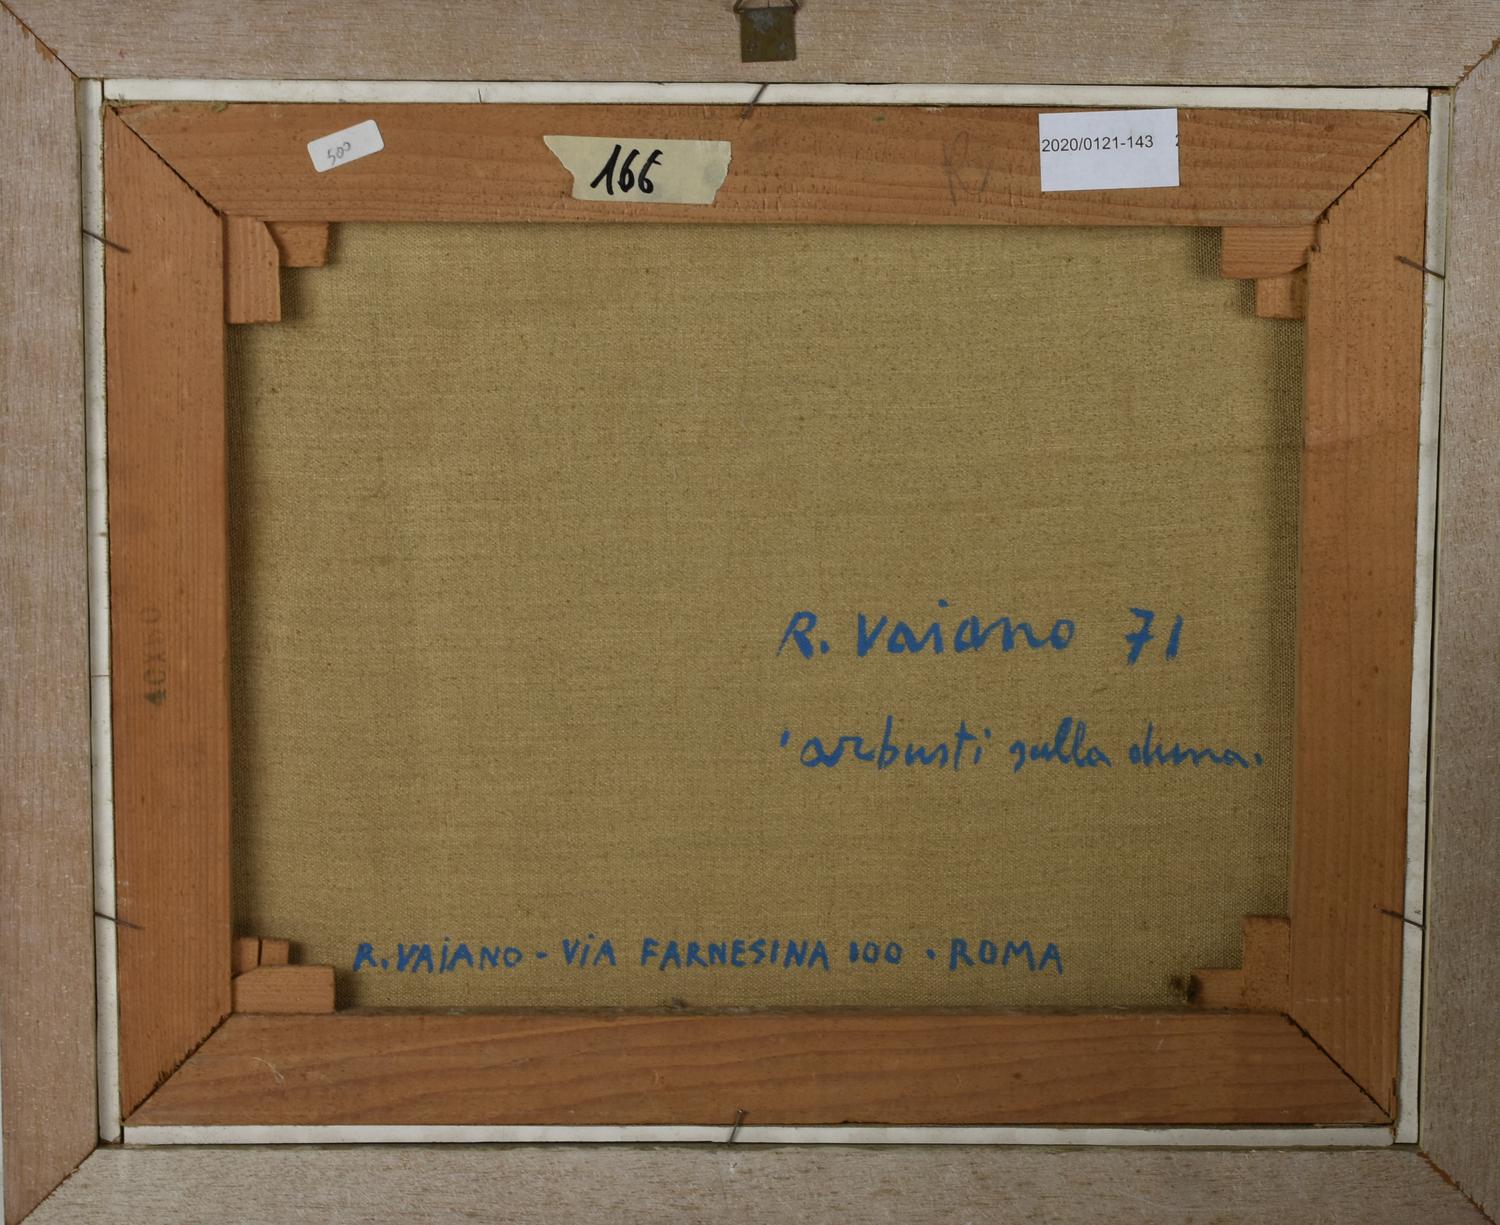 500
166
2020/0121-143
40X50
R. Vaiano 71
'arbusti sulla duna.
R. VAiANO - ViA FARNESINA 100 . ROMA